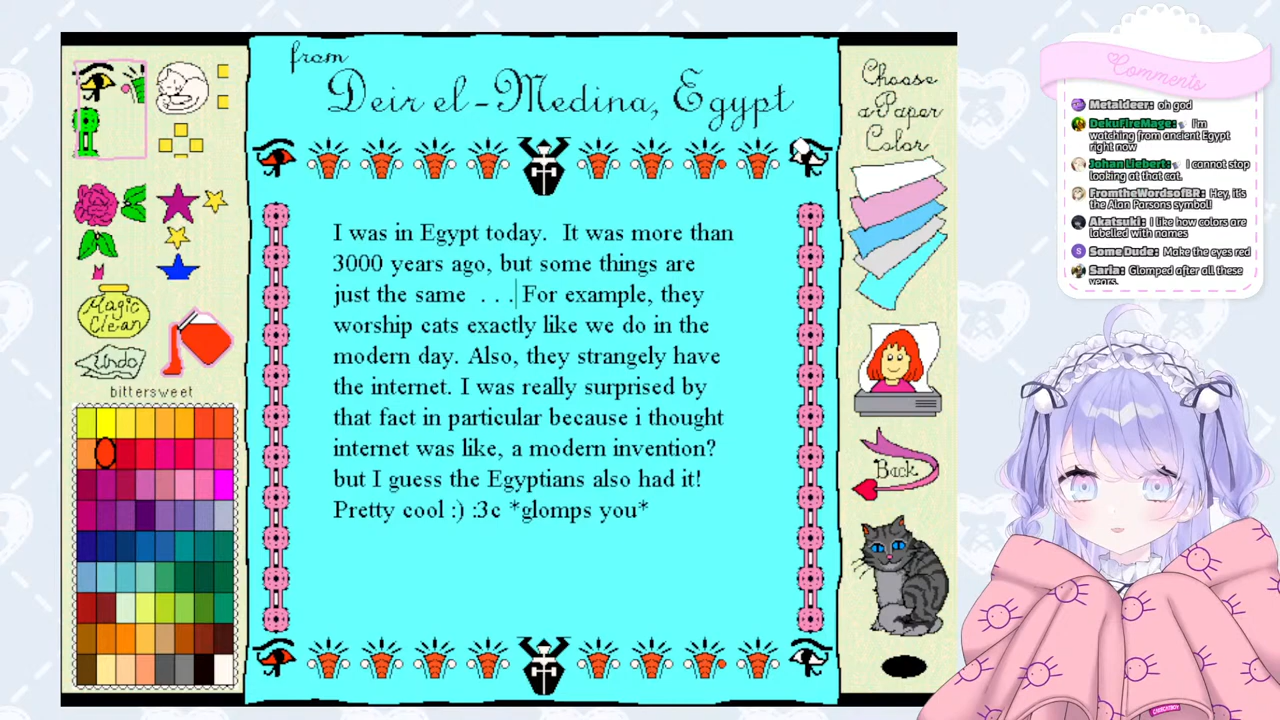 from
Deir el-Medina, Egypt
I was in Egypt today. It was more than
3000 years ago, but some things are
just the same . . . For example, they
worship cats exactly like we do in the
modern day. Also, they strangely have
the internet. I was really surprised by
that fact in particular because i thought
internet was like, a modern invention?
but I guess the Egyptians also had it!
Pretty cool :) :3c *glomps you*
Magic
Clean
Undo
bittersweet
Choose
a Paper
Color
Back
Comments
Metaldeer: oh god
DekuFireMage: I'm
watching from ancient Egypt
right now
Johan Liebert: I cannot stop
looking at that cat.
FromtheWordsofBR: Hey, it's
the Alan Parsons symbol!
Akatsuki: I like how colors are
labelled with names
SomeDude: Make the eyes red
Saria: Glomped after all these
years.